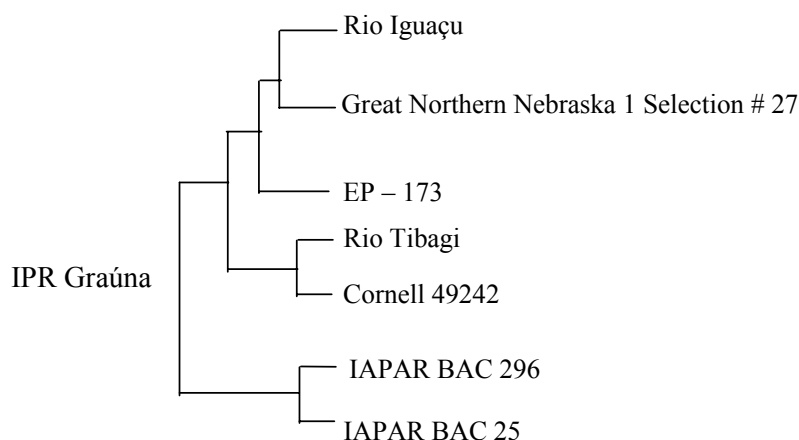 Rio Iguaçu
Great Northern Nebraska 1 Selection # 27
EP – 173
Rio Tibagi
IPR Graúna
Cornell 49242
IAPAR BAC 296
IAPAR BAC 25